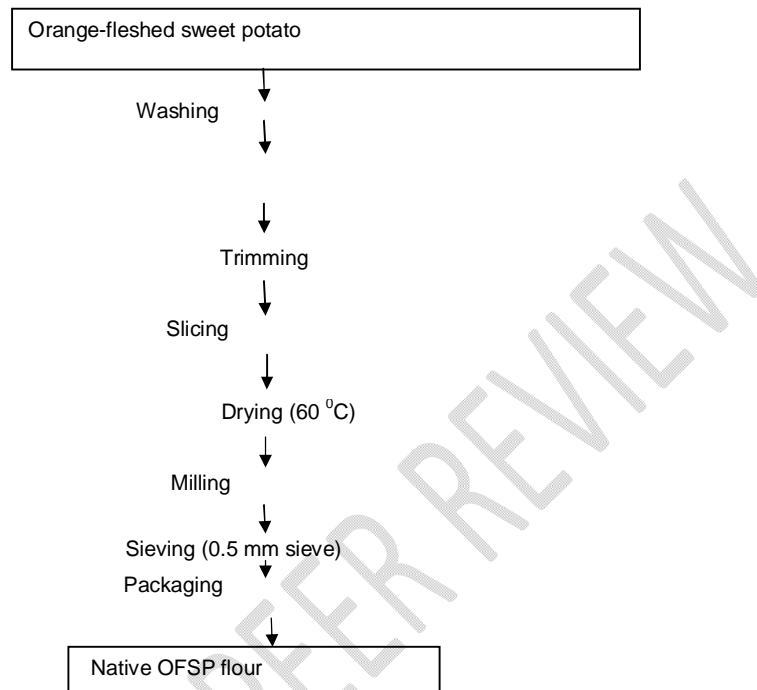 Orange-fleshed sweet potato
Washing
Trimming
Slicing
Drying (60 ⁰C)
Milling
Sieving (0.5 mm sieve)
Packaging
Native OFSP flour
PEER REVIEW